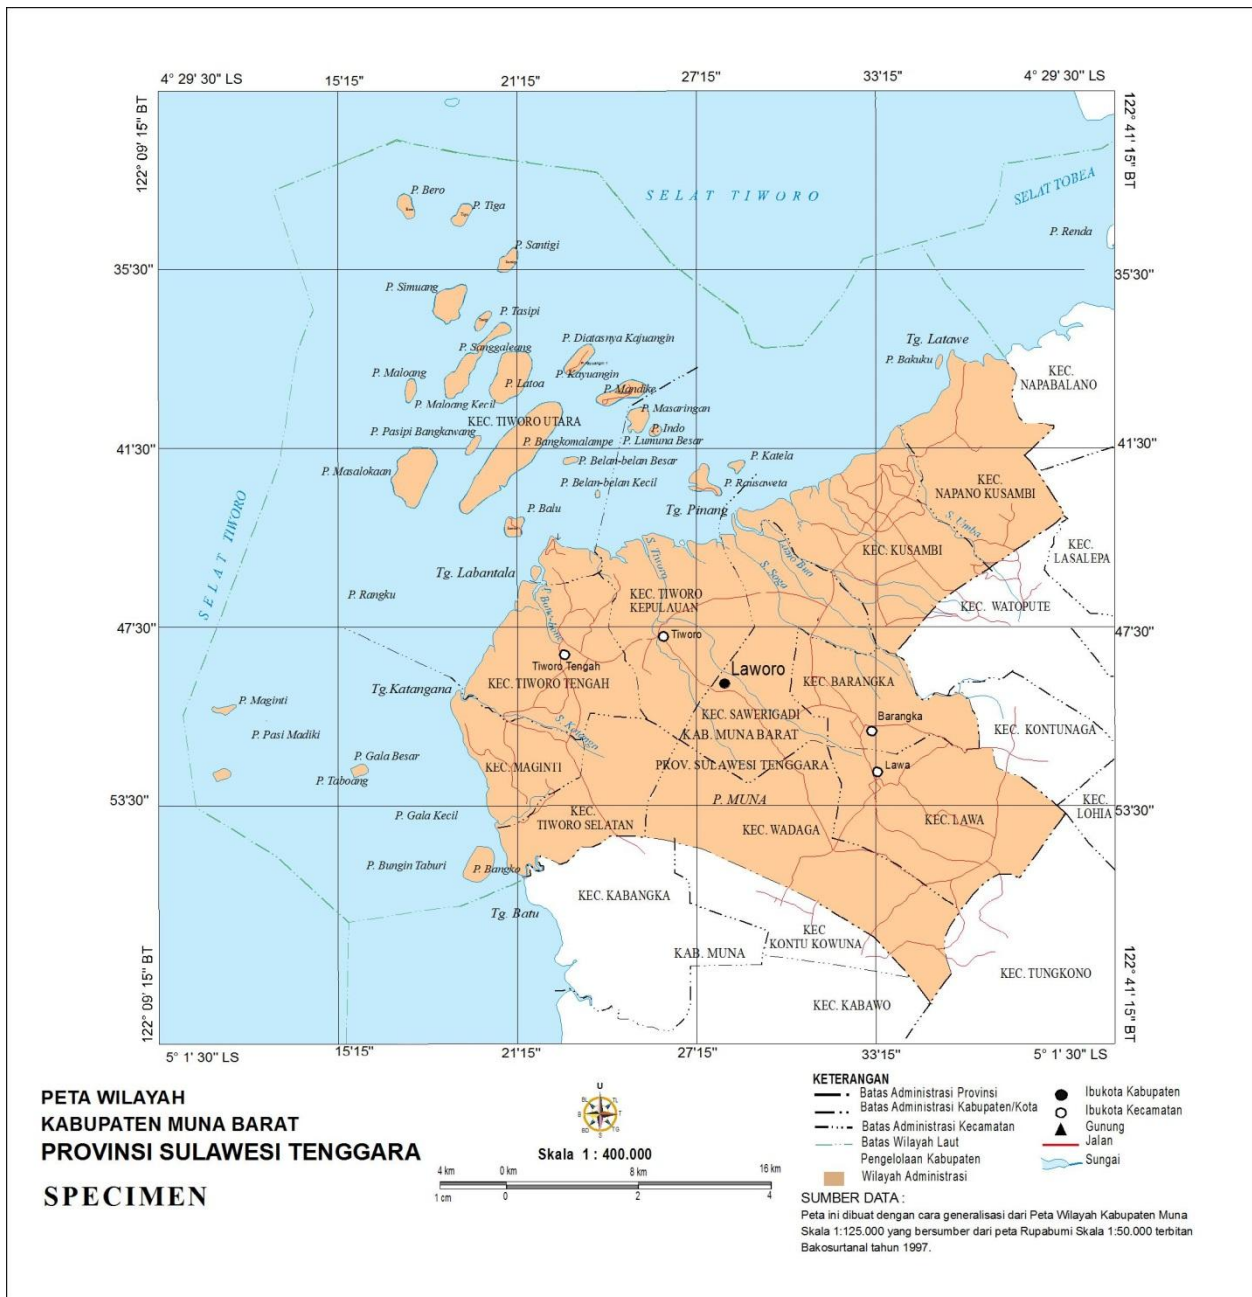 4° 29' 30" LS
15'15"
21'15"
27'15"
33'15"
4° 29'30" LS
122° 09' 15" BT
122° 41' 15" BT
SELAT TIWORO
SELAT TOBEA
P. Bero
P. Tiga
P. Renda
P. Santigi
35'30"
35'30"
P. Simuang
P. Tasipi
P. Diatasnya Kajuangin
Tg. Latawe
P. Sanggaleang
P. Bakuku
KEC.
NAPABALANO
P. Maloang
P. Kayuangin
P. Latoa
P. Mandike
P. Maloang Kecil
P. Masaringan
KEC. TIWORO UTARA
P. Pasipi Bangkawang
P. Indo
P. Bangkomalampe
P. Lumuna Besar
41'30"
41'30"
P. Katela
P. Belan-belan Besar
P. Masalokaan
P. Belan-belan Kecil
P. Rausaweta
KEC.
NAPANO KUSAMBI
P. Balu
Tg. Pinang
S. Umba
SELAT TIWORO
S. Tiworo
KEC. KUSAMBI
KEC.
LASALEPA
S. Soga
Tg. Labantala
P. Rangku
KEC. TIWORO
KEPULAUAN
KEC. WATOPUTE
47'30"
47'30"
Tiworo
Tiworo Tengah
Laworo
KEC. TIWORO TENGAH
KEC. BARANGKA
Tg.Katangana
P. Maginti
KEC. SAWERIGADI
Barangka
KEC. KONTUNAGA
P. Pasi Madiki
KAB. MUNA BARAT
P. Gala Besar
KEC. MAGINTI
PROV. SULAWESI TENGGARA
Lawa
P. Taboang
P. MUNA
53'30"
53'30"
KEC.
LOHIA
P. Gala Kecil
KEC.
TIWORO SELATAN
KEC. WADAGA
KEC. LAWA
P. Bungin Taburi
P. Bangko
KEC. KABANGKA
Tg. Batu
KEC
KONTU KOWUNA
KAB. MUNA
KEC. TUNGKONO
KEC. KABAWO
122° 09' 15" BT
122° 41' 15" BT
5° 1'30" LS
15'15"
21'15"
27'15"
33'15"
5° 1'30" LS
PETA WILAYAH
KABUPATEN MUNA BARAT
PROVINSI SULAWESI TENGGARA
SPECIMEN
U
BL
TL
B
T
BD
TG
S
Skala 1 : 400.000
4 km 0 km 8 km 16 km
1 cm 0 2 4
KETERANGAN
Batas Administrasi Provinsi
Batas Administrasi Kabupaten/Kota
Batas Administrasi Kecamatan
Batas Wilayah Laut
Pengelolaan Kabupaten
Wilayah Administrasi
Ibukota Kabupaten
Ibukota Kecamatan
Gunung
Jalan
Sungai
SUMBER DATA :
Peta ini dibuat dengan cara generalisasi dari Peta Wilayah Kabupaten Muna
Skala 1:125.000 yang bersumber dari peta Rupabumi Skala 1:50.000 terbitan
Bakosurtanal tahun 1997.